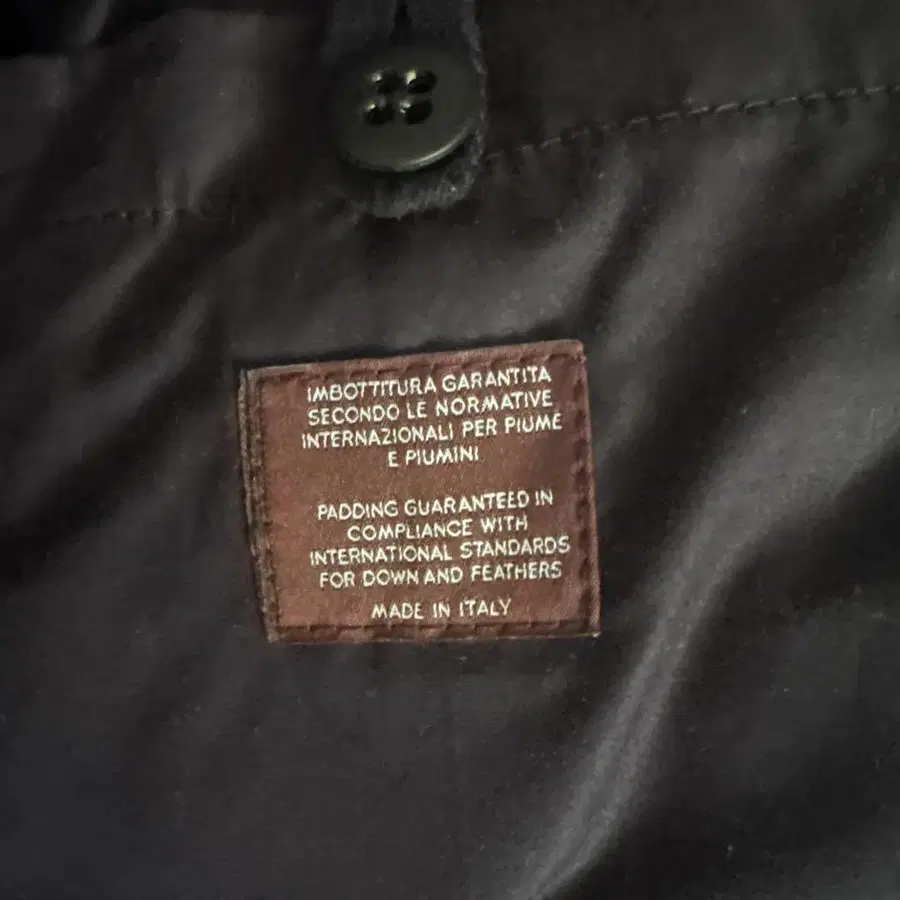 IMBOTTITURA GARANTITA
SECONDO LE NORMATIVE
INTERNAZIONALI PER PIUME
E PIUMINI
PADDING GUARANTEED IN
COMPLIANCE WITH
INTERNATIONAL STANDARDS
FOR DOWN AND FEATHERS
MADE IN ITALY